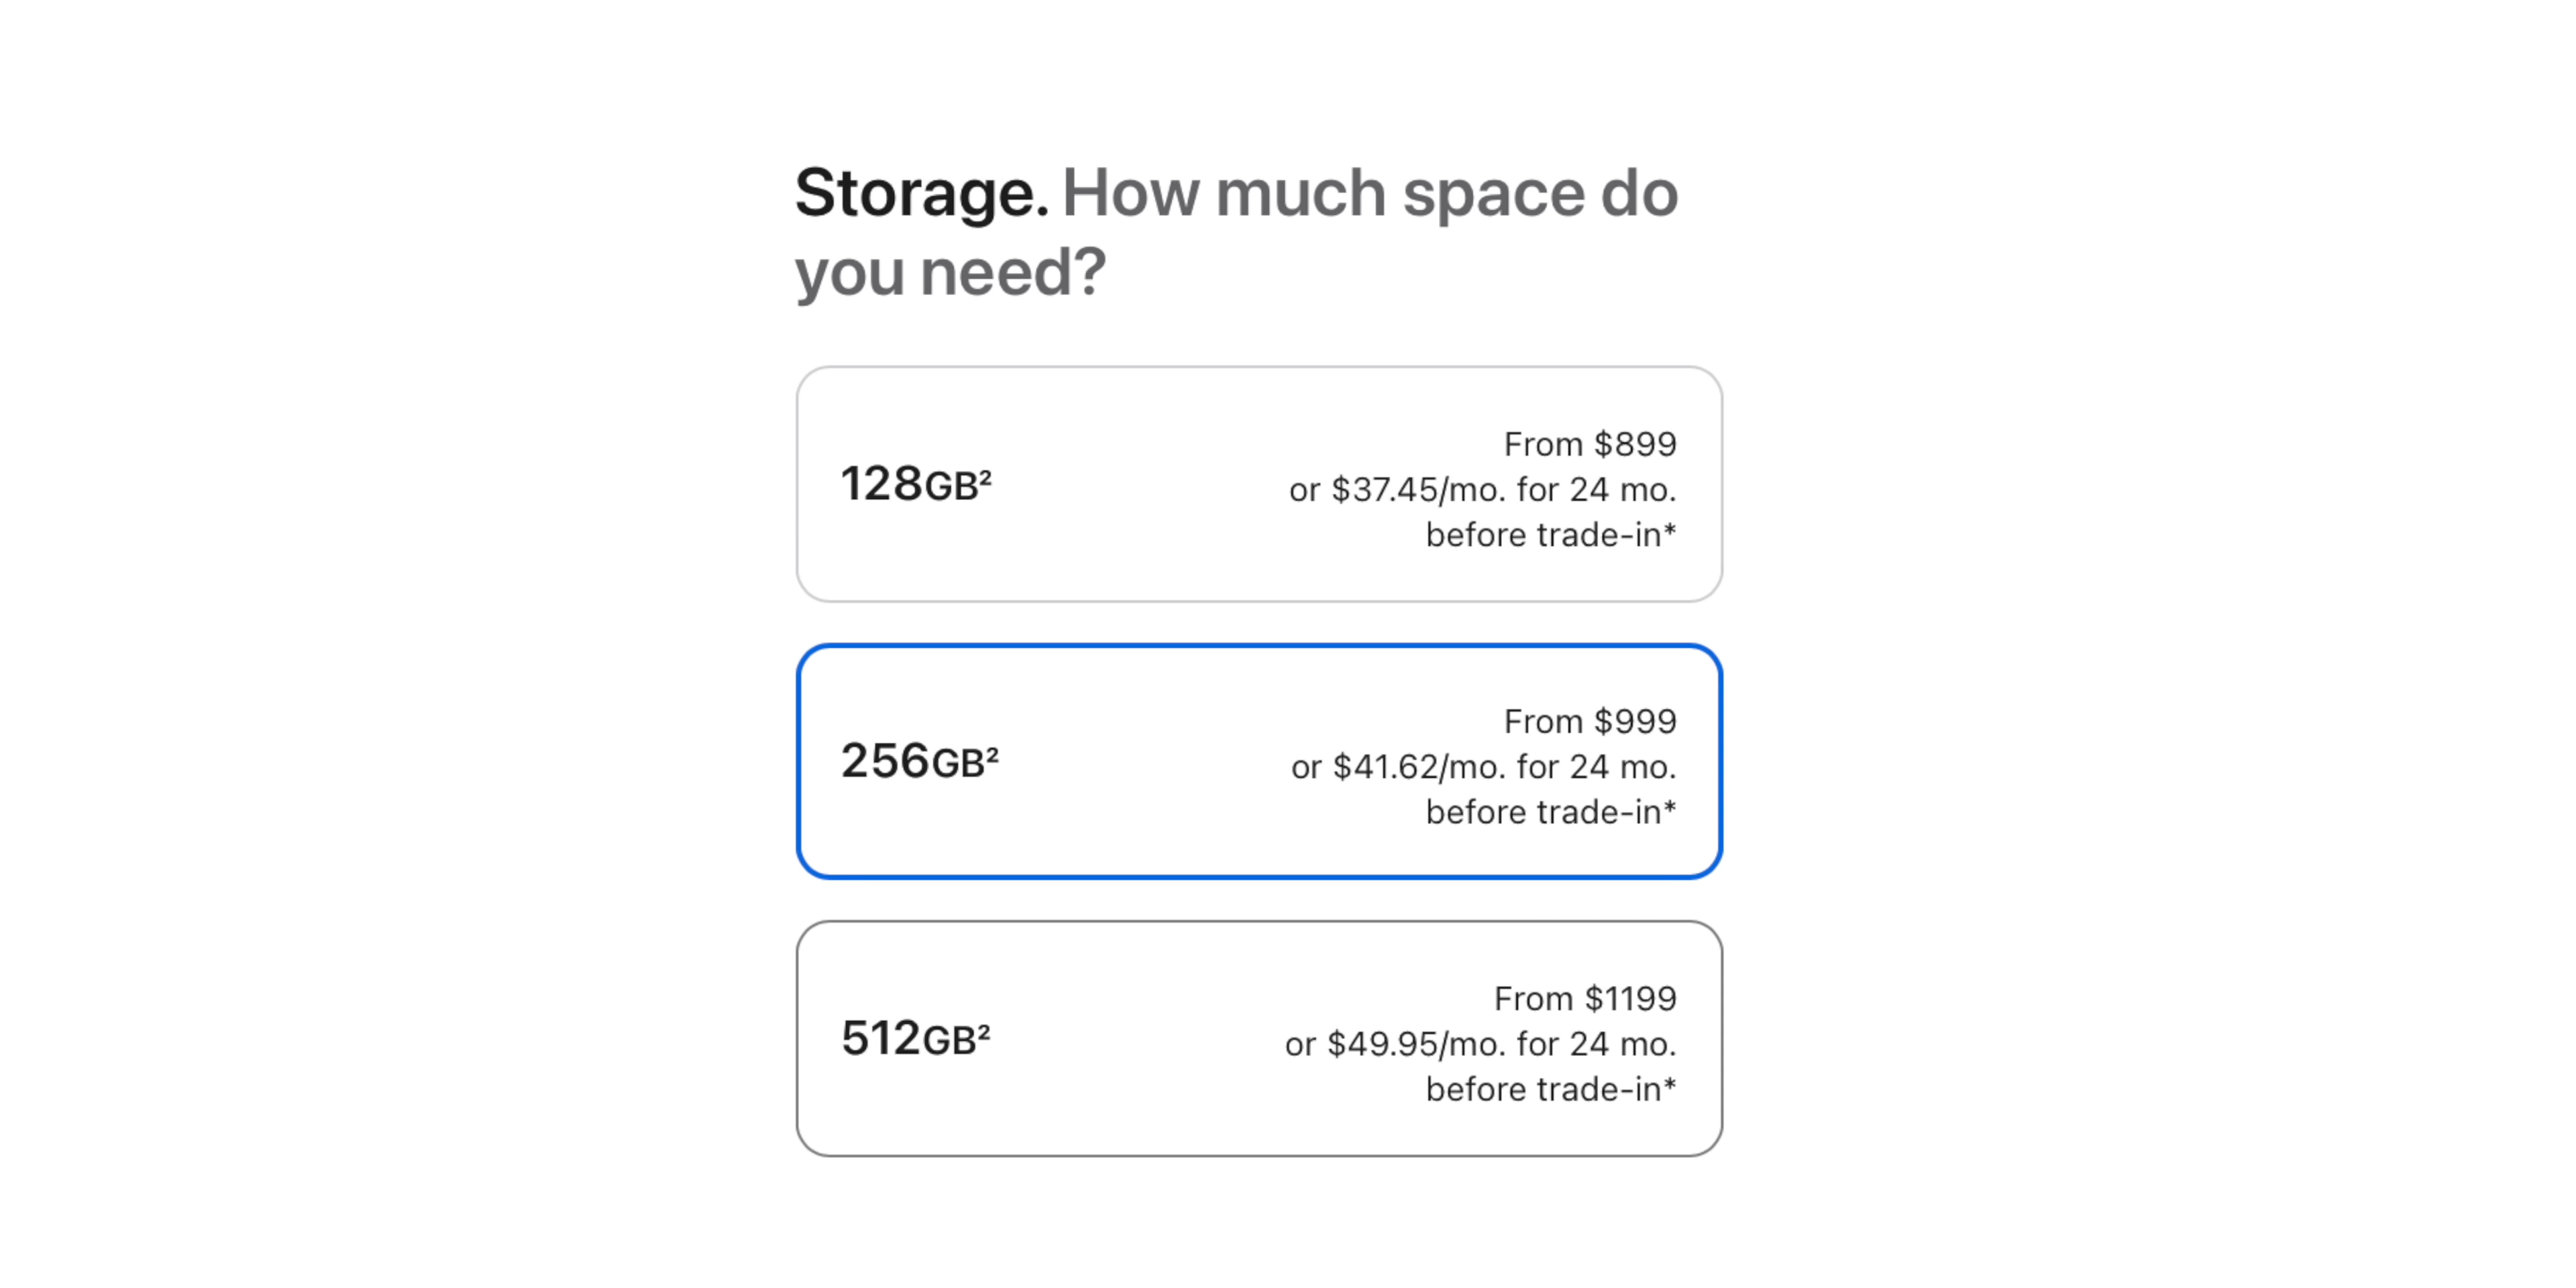 Storage. How much space do
you need?
128GB²
From $899
or $37.45/mo. for 24 mo.
before trade-in*
256GB²
From $999
or $41.62/mo. for 24 mo.
before trade-in*
512GB²
From $1199
or $49.95/mo. for 24 mo.
before trade-in*